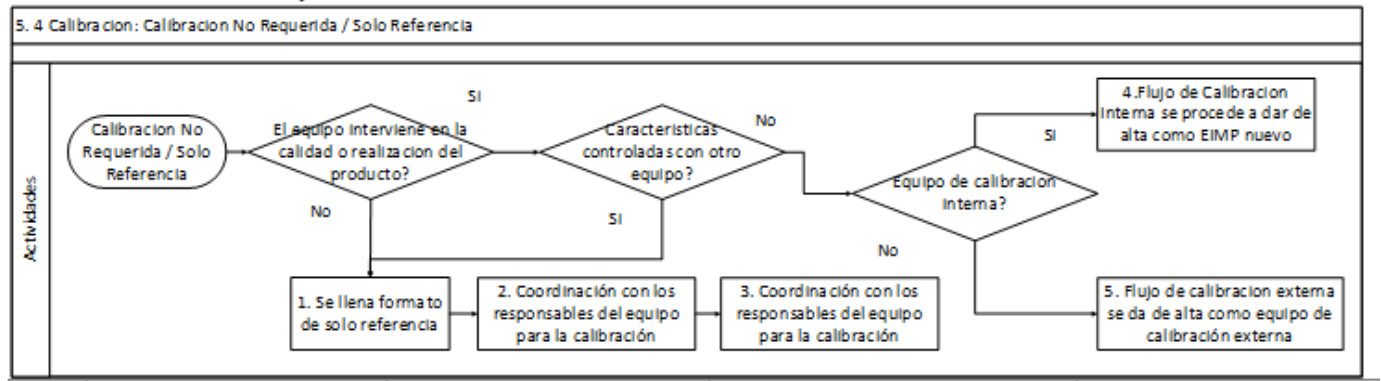 5. 4 Calibracion: Calibracion No Requerida / Solo Referencia
Actividades
Calibracion No
Requerida / Solo
Referencia
El equipo interviene en la
calidad o realizacion del
producto?
SI
No
Caracteristicas
controladas con otro
equipo?
No
SI
Equipo de calibracion
interna?
SI
No
4.Flujo de Calibracion
Interna se procede a dar de
alta como EIMP nuevo
1. Se llena formato
de solo referencia
2. Coordinación con los
responsables del equipo
para la calibración
3. Coordinación con los
responsables del equipo
para la calibración
5. Flujo de calibracion externa
se da de alta como equipo de
calibración externa